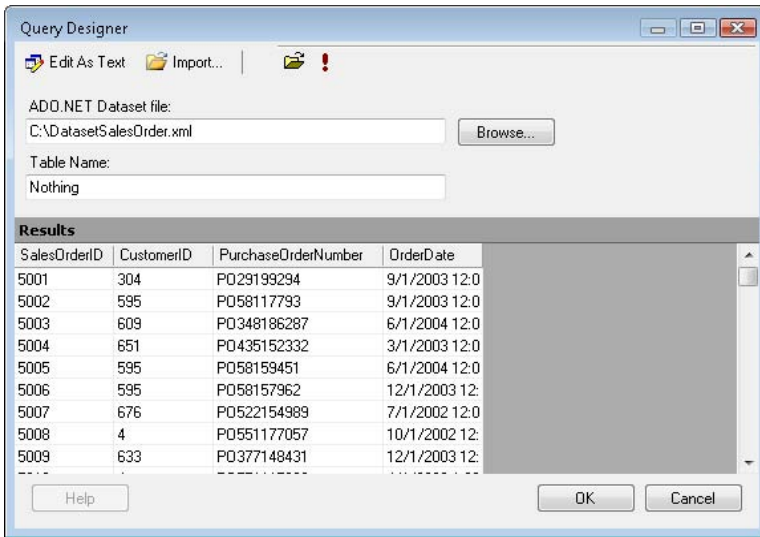 Query Designer
Edit As Text Import...
ADO.NET Dataset file:
C:\DatasetSalesOrder.xml Browse...
Table Name:
Nothing
Results
SalesOrderID CustomerID PurchaseOrderNumber OrderDate
5001 304 PO29199294 9/1/2003 12:0
5002 595 PO58117793 9/1/2003 12:0
5003 609 PO348186287 6/1/2004 12:0
5004 651 PO435152332 3/1/2003 12:0
5005 595 PO58159451 6/1/2004 12:0
5006 595 PO58157962 12/1/2003 12:
5007 676 PO522154989 7/1/2002 12:0
5008 4 PO551177057 10/1/2002 12:
5009 633 PO377148431 12/1/2003 12:
Help OK Cancel